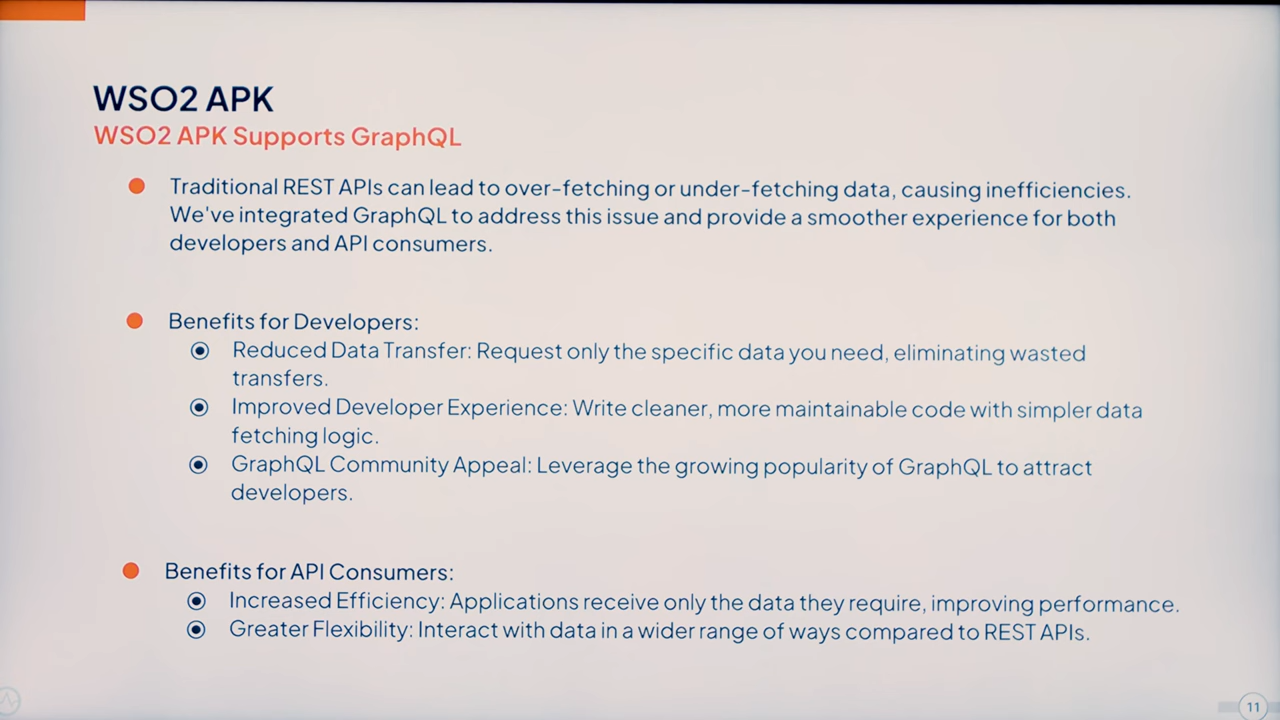 WSO2 APK
WSO2 APK Supports GraphQL
Traditional REST APIs can lead to over-fetching or under-fetching data, causing inefficiencies.
We've integrated GraphQL to address this issue and provide a smoother experience for both
developers and API consumers.
Benefits for Developers:
Reduced Data Transfer: Request only the specific data you need, eliminating wasted
transfers.
Improved Developer Experience: Write cleaner, more maintainable code with simpler data
fetching logic.
GraphQL Community Appeal: Leverage the growing popularity of GraphQL to attract
developers.
Benefits for API Consumers:
Increased Efficiency: Applications receive only the data they require, improving performance.
Greater Flexibility: Interact with data in a wider range of ways compared to REST APIs.
11